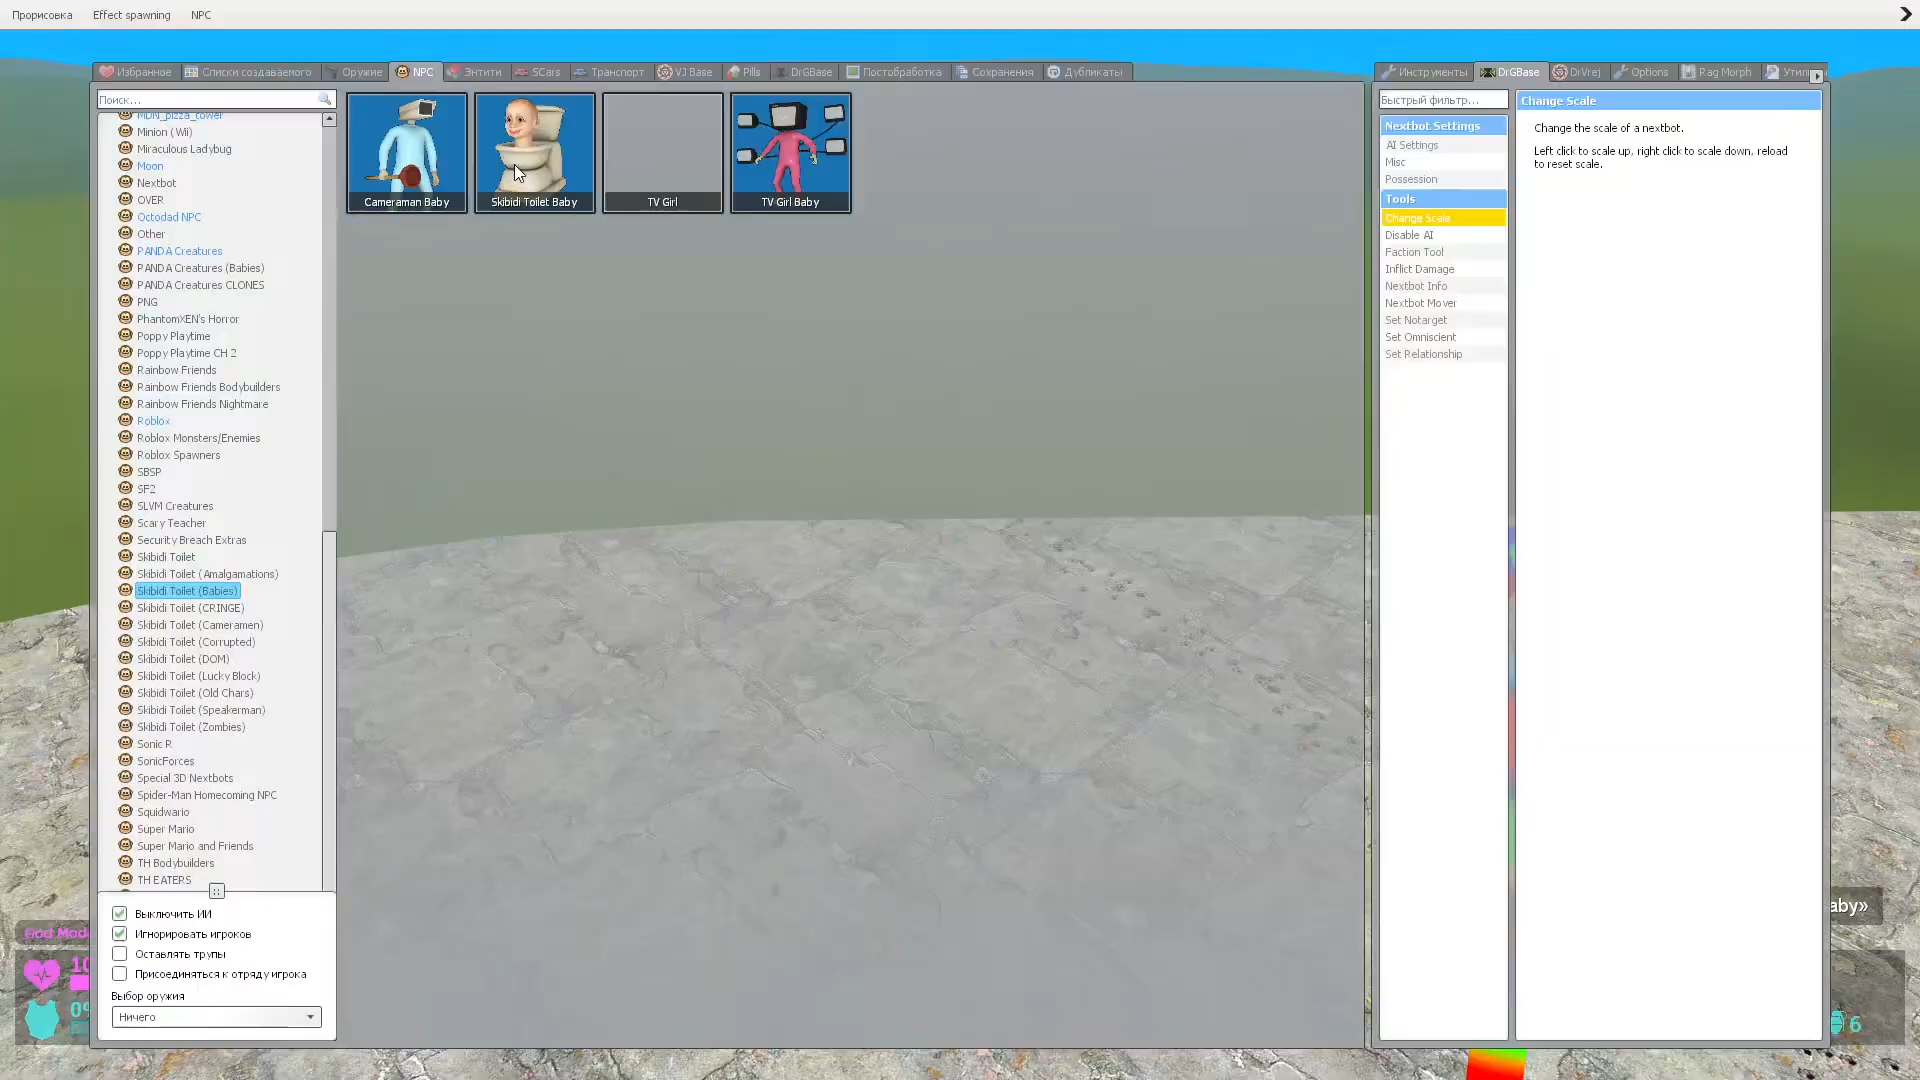 Прорисовка Effect spawning NPC
Избранное Списки создаваемого Оружие NPC Энтити SCars Транспорт VJ Base Pills DrGBase Постобработка Сохранения Дубликаты
Инструменты DrGBase DrVrej Options Rag Morph
Поиск...
MDN_pizza_tower
Minion (Wii)
Miraculous Ladybug
Moon
Nextbot
OVER
Octodad NPC
Other
PANDA Creatures
PANDA Creatures (Babies)
PANDA Creatures CLONES
PNG
PhantomXEN's Horror
Poppy Playtime
Poppy Playtime CH 2
Rainbow Friends
Rainbow Friends Bodybuilders
Rainbow Friends Nightmare
Roblox
Roblox Monsters/Enemies
Roblox Spawners
SBSP
SF2
SLVM Creatures
Scary Teacher
Security Breach Extras
Skibidi Toilet
Skibidi Toilet (Amalgamations)
Skibidi Toilet (Babies)
Skibidi Toilet (CRINGE)
Skibidi Toilet (Cameramen)
Skibidi Toilet (Corrupted)
Skibidi Toilet (DOM)
Skibidi Toilet (Lucky Block)
Skibidi Toilet (Old Chars)
Skibidi Toilet (Speakerman)
Skibidi Toilet (Zombies)
Sonic R
SonicForces
Special 3D Nextbots
Spider-Man Homecoming NPC
Squidwario
Super Mario
Super Mario and Friends
TH Bodybuilders
TH EATERS
Выключить ИИ
Игнорировать игроков
Оставлять трупы
Присоединяться к отряду игрока
Выбор оружия
Ничего
Cameraman Baby
Skibidi Toilet Baby
TV Girl
TV Girl Baby
Быстрый фильтр...
Nextbot Settings
AI Settings
Misc
Possession
Tools
Change Scale
Disable AI
Faction Tool
Inflict Damage
Nextbot Info
Nextbot Mover
Set Notarget
Set Omniscient
Set Relationship
Change Scale
Change the scale of a nextbot.
Left click to scale up, right click to scale down, reload
to reset scale.
God Mod
10
0%
aby»
6